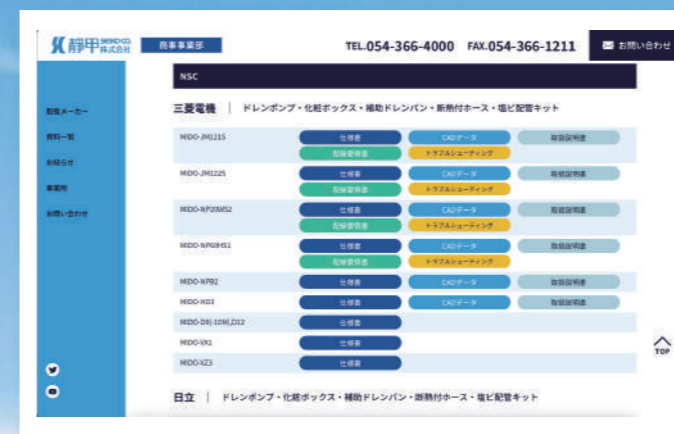 靜甲株式会社 SEIKO CO.
商事事業部
TEL.054-366-4000 FAX.054-366-1211
お問い合わせ
NSC
取扱メーカー
資料一覧
お知らせ
事業所
お問い合わせ
三菱電機 | ドレンポンプ・化粧ボックス・補助ドレンパン・断熱付ホース・塩ビ配管キット
MIDO-JM121S 仕様書 CADデータ 取扱説明書
配線要領書 トラブルシューティング
MIDO-JM122S 仕様書 CADデータ 取扱説明書
配線要領書 トラブルシューティング
仕様書 CADデータ 取扱説明書
配線要領書 トラブルシューティング
仕様書 CADデータ 取扱説明書
配線要領書 トラブルシューティング
MIDO-NP92 仕様書 CADデータ 取扱説明書
MIDO-HD3 仕様書 CADデータ 取扱説明書
仕様書
MIDO-VX1 仕様書
MIDO-VZ3 仕様書
TOP
日立 | ドレンポンプ・化粧ボックス・補助ドレンパン・断熱付ホース・塩ビ配管キット